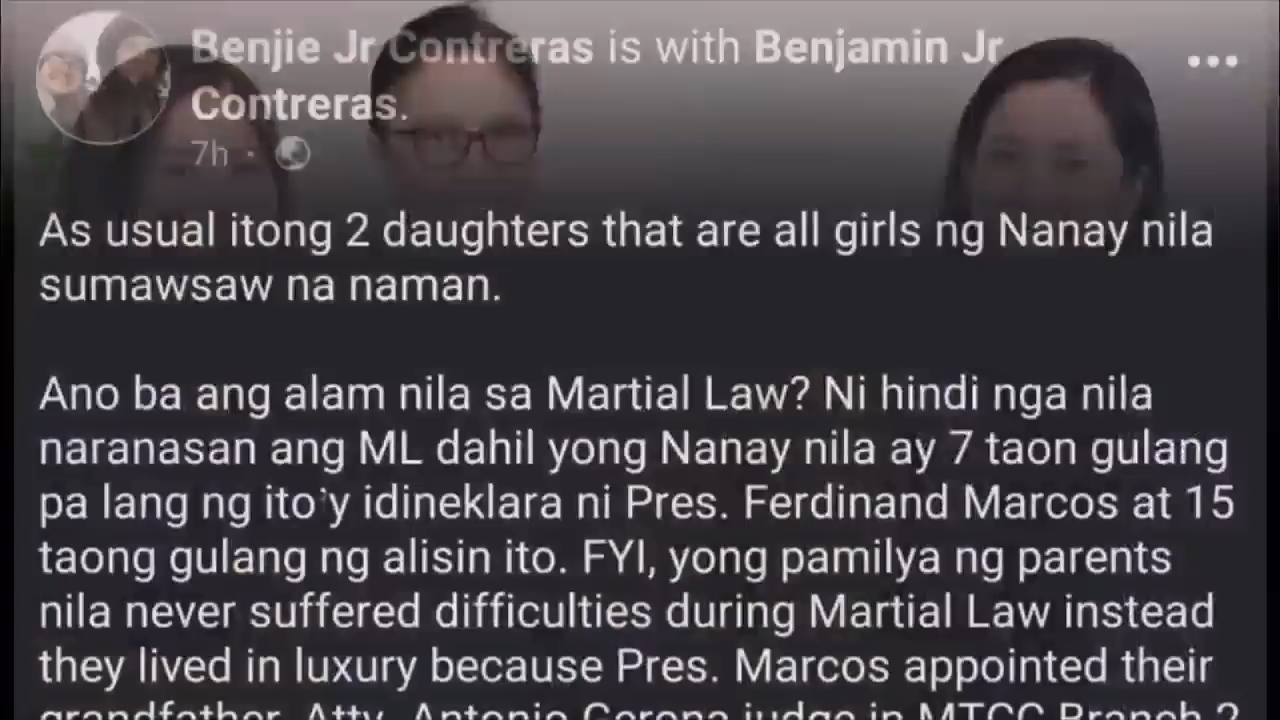 Benjie Jr Contreras is with Benjamin Jr
Contreras.
7h ·
As usual itong 2 daughters that are all girls ng Nanay nila
sumawsaw na naman.
Ano ba ang alam nila sa Martial Law? Ni hindi nga nila
naranasan ang ML dahil yong Nanay nila ay 7 taon gulang
pa lang ng ito'y idineklara ni Pres. Ferdinand Marcos at 15
taong gulang ng alisin ito. FYI, yong pamilya ng parents
nila never suffered difficulties during Martial Law instead
they lived in luxury because Pres. Marcos appointed their
grandfather, Atty. Antonio Gerona judge in MTCC Branch 2